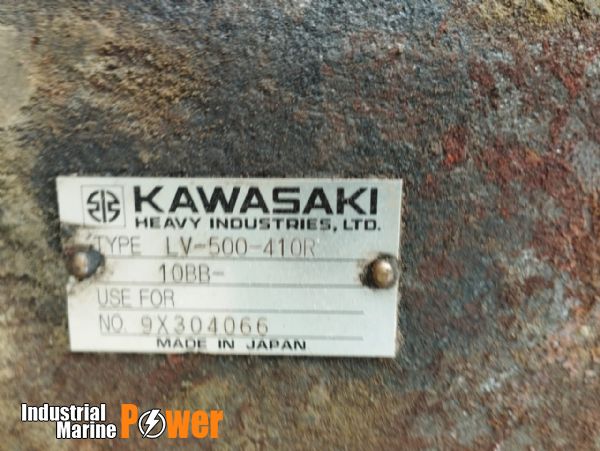 KAWASAKI
HEAVY INDUSTRIES, LTD.
TYPE LV-500-410R
10BB-
USE FOR
NO. 9X304066
MADE IN JAPAN
Industrial
Marine Power